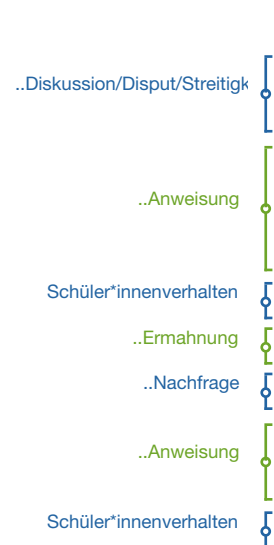 ..Diskussion/Disput/Streitigk
..Anweisung
Schüler*innenverhalten
..Ermahnung
..Nachfrage
..Anweisung
Schüler*innenverhalten